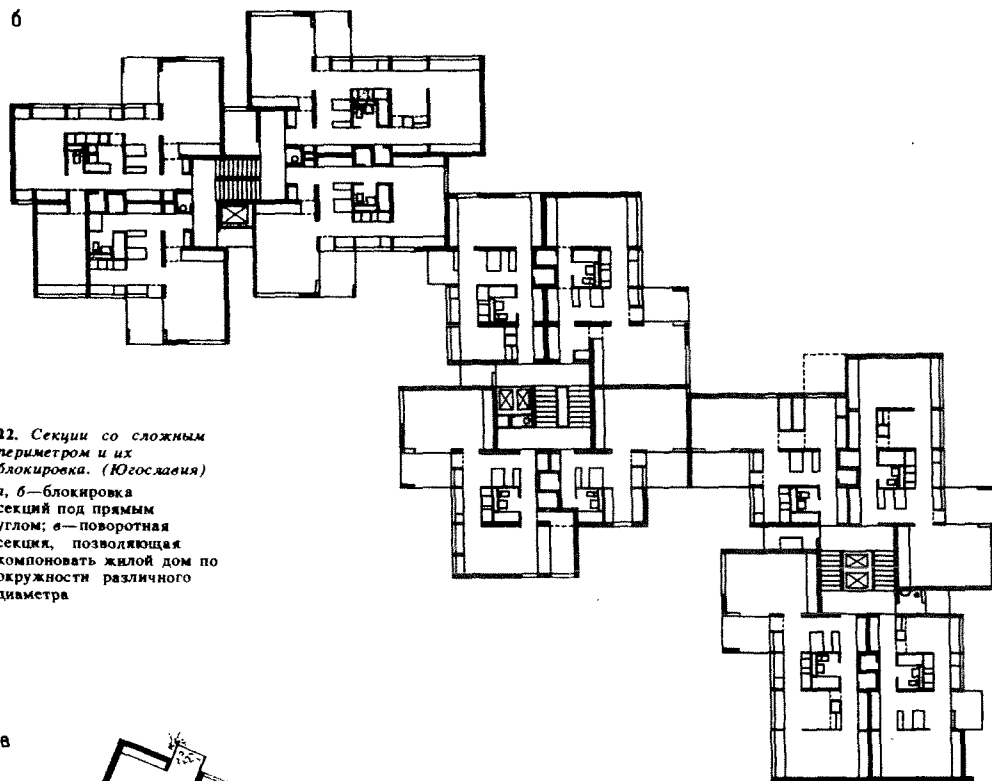 б
22. Секции со сложным
периметром и их
блокировка. (Югославия)
а, б—блокировка
секций под прямым
углом; в—поворотная
секция, позволяющая
компоновать жилой дом по
окружности различного
диаметра
в